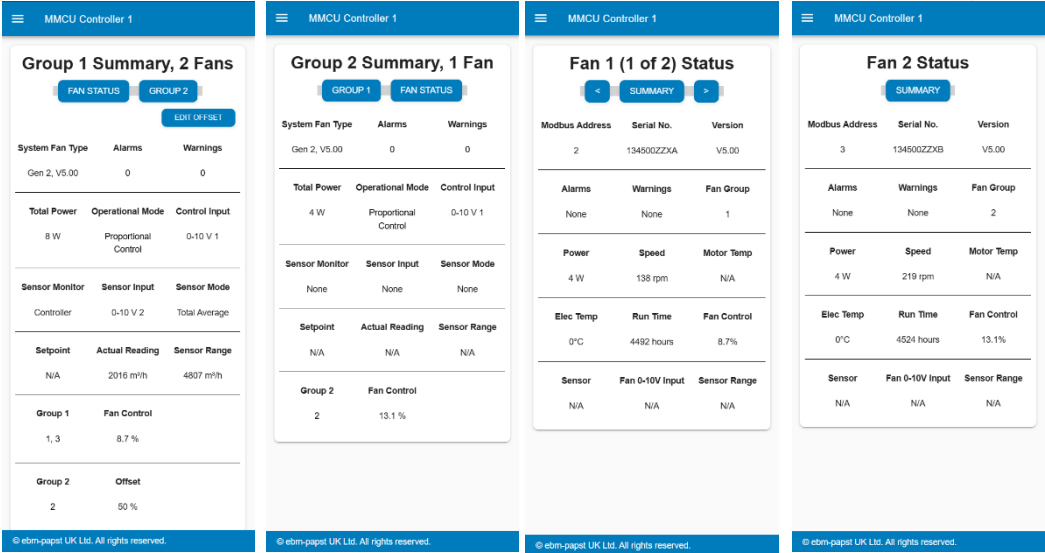 MMCU Controller 1
Group 1 Summary, 2 Fans
FAN STATUS GROUP 2
EDIT OFFSET
System Fan Type Alarms Warnings
Gen 2, V5.00 0 0
Total Power Operational Mode Control Input
8 W Proportional 0-10 V 1
Control
Sensor Monitor Sensor Input Sensor Mode
Controller 0-10 V 2 Total Average
Setpoint Actual Reading Sensor Range
N/A 2016 m³/h 4807 m³/h
Group 1 Fan Control
1, 3 8.7 %
Group 2 Offset
2 50 %
© ebm-papst UK Ltd. All rights reserved.
MMCU Controller 1
Group 2 Summary, 1 Fan
GROUP 1 FAN STATUS
System Fan Type Alarms Warnings
Gen 2, V5.00 0 0
Total Power Operational Mode Control Input
4 W Proportional 0-10 V 1
Control
Sensor Monitor Sensor Input Sensor Mode
None None None
Setpoint Actual Reading Sensor Range
N/A N/A N/A
Group 2 Fan Control
2 13.1 %
© ebm-papst UK Ltd. All rights reserved.
MMCU Controller 1
Fan 1 (1 of 2) Status
< SUMMARY >
Modbus Address Serial No. Version
2 134500ZZXA V5.00
Alarms Warnings Fan Group
None None 1
Power Speed Motor Temp
4 W 138 rpm N/A
Elec Temp Run Time Fan Control
0°C 4492 hours 8.7%
Sensor Fan 0-10V Input Sensor Range
N/A N/A N/A
© ebm-papst UK Ltd. All rights reserved.
MMCU Controller 1
Fan 2 Status
SUMMARY
Modbus Address Serial No. Version
3 134500ZZXB V5.00
Alarms Warnings Fan Group
None None 2
Power Speed Motor Temp
4 W 219 rpm N/A
Elec Temp Run Time Fan Control
0°C 4524 hours 13.1%
Sensor Fan 0-10V Input Sensor Range
N/A N/A N/A
© ebm-papst UK Ltd. All rights reserved.